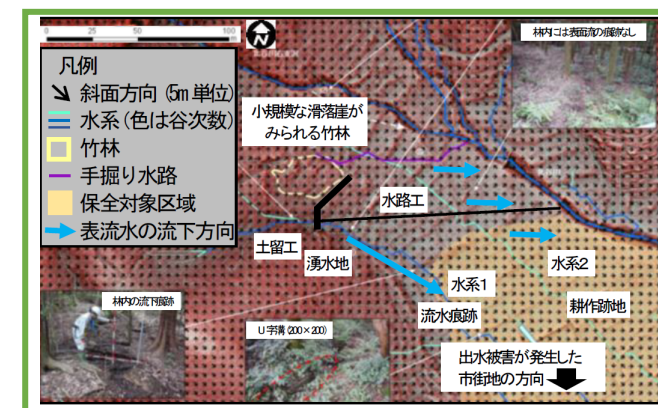 0 25 50 100
N
林内には表面流の痕跡なし
凡例
斜面方向(5m単位)
水系(色は谷次数)
竹林
手掘り水路
保全対象区域
表流水の流下方向
小規模な滑落崖が
みられる竹林
水路工
土留工
湧水地
水系1
水系2
流水痕跡
耕作跡地
林内の流下痕跡
U字溝(200×200)
出水被害が発生した
市街地の方向